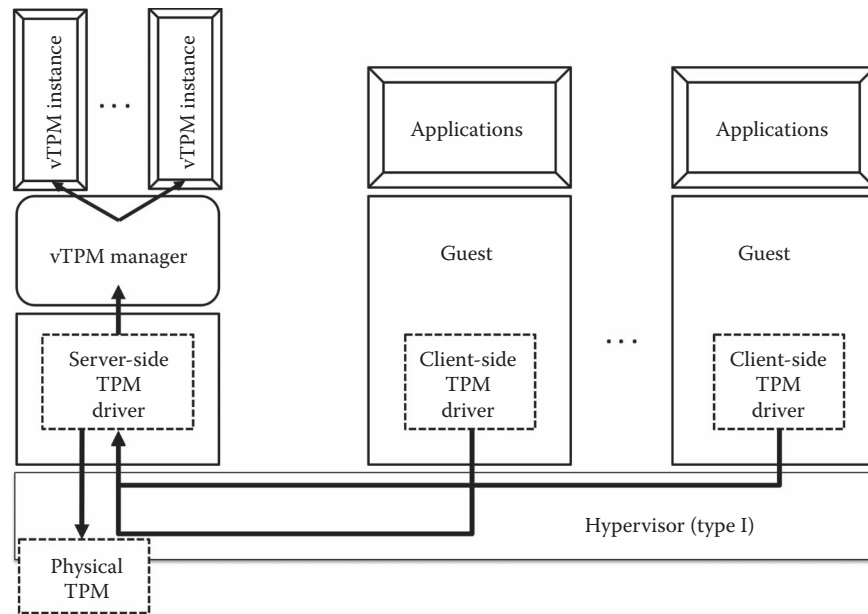 vTPM instance
...
vTPM instance
Applications
Applications
vTPM manager
Guest
Guest
Server-side
TPM
driver
Client-side
TPM
driver
...
Client-side
TPM
driver
Hypervisor (type I)
Physical
TPM